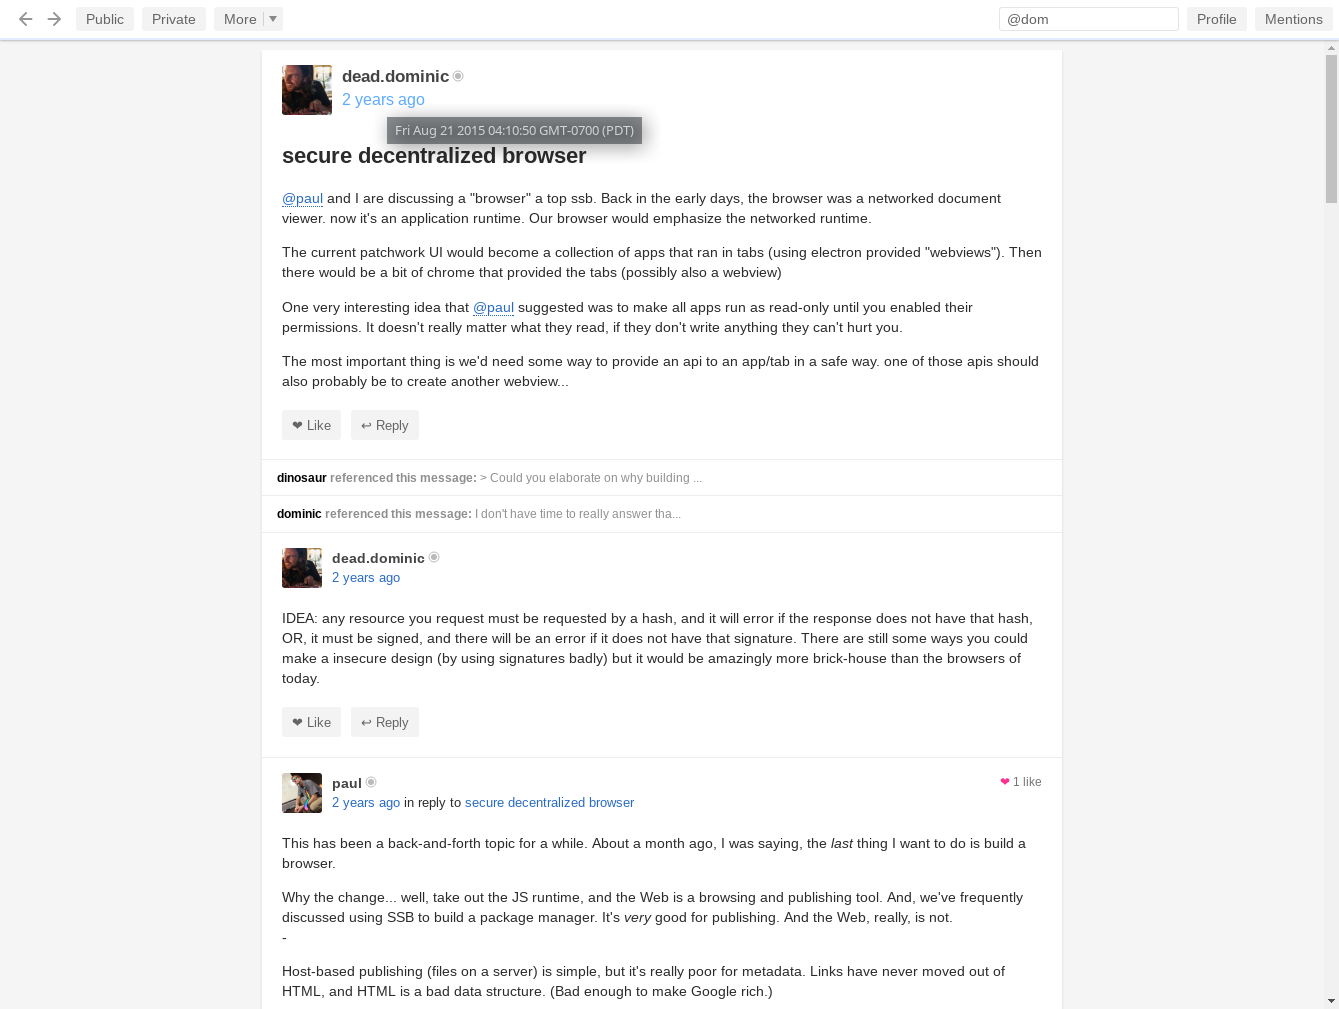 Public Private More @dom Profile Mentions
dead.dominic
2 years ago
Fri Aug 21 2015 04:10:50 GMT-0700 (PDT)
secure decentralized browser
@paul and I are discussing a "browser" a top ssb. Back in the early days, the browser was a networked document
viewer. now it's an application runtime. Our browser would emphasize the networked runtime.
The current patchwork UI would become a collection of apps that ran in tabs (using electron provided "webviews"). Then
there would be a bit of chrome that provided the tabs (possibly also a webview)
One very interesting idea that @paul suggested was to make all apps run as read-only until you enabled their
permissions. It doesn't really matter what they read, if they don't write anything they can't hurt you.
The most important thing is we'd need some way to provide an api to an app/tab in a safe way. one of those apis should
also probably be to create another webview...
❤ Like ↩ Reply
dinosaur referenced this message: > Could you elaborate on why building ...
dominic referenced this message: I don't have time to really answer tha...
dead.dominic
2 years ago
IDEA: any resource you request must be requested by a hash, and it will error if the response does not have that hash,
OR, it must be signed, and there will be an error if it does not have that signature. There are still some ways you could
make a insecure design (by using signatures badly) but it would be amazingly more brick-house than the browsers of
today.
❤ Like ↩ Reply
paul ❤ 1 like
2 years ago in reply to secure decentralized browser
This has been a back-and-forth topic for a while. About a month ago, I was saying, the last thing I want to do is build a
browser.
Why the change... well, take out the JS runtime, and the Web is a browsing and publishing tool. And, we've frequently
discussed using SSB to build a package manager. It's very good for publishing. And the Web, really, is not.
-
Host-based publishing (files on a server) is simple, but it's really poor for metadata. Links have never moved out of
HTML, and HTML is a bad data structure. (Bad enough to make Google rich.)